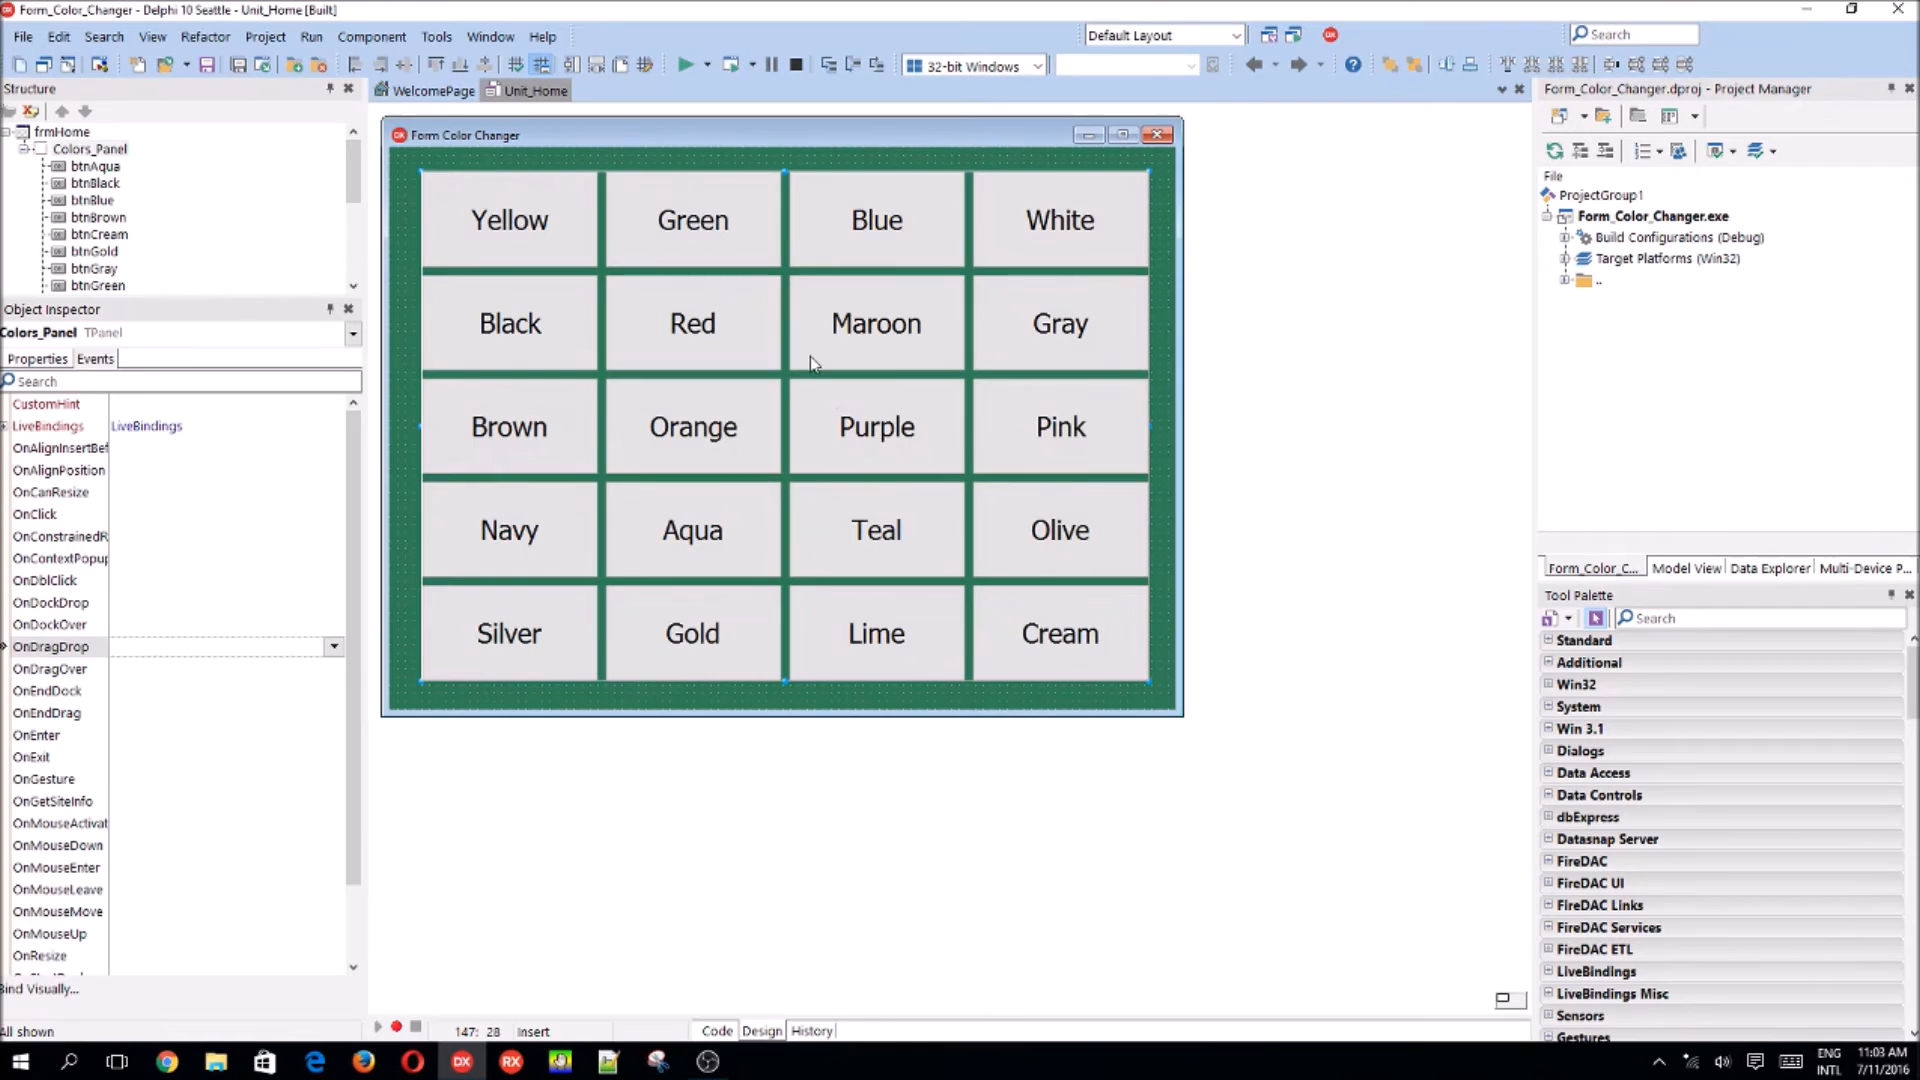 Form_Color_Changer - Delphi 10 Seattle - Unit_Home [Built]
File Edit Search View Refactor Project Run Component Tools Window Help
Default Layout
Search
32-bit Windows
Structure
WelcomePage Unit_Home
Form_Color_Changer.dproj - Project Manager
frmHome
Colors_Panel
btnAqua
btnBlack
btnBlue
btnBrown
btnCream
btnGold
btnGray
btnGreen
Object Inspector
Colors_Panel TPanel
Properties Events
Search
CustomHint
LiveBindings LiveBindings
OnAlignInsertBef
OnAlignPosition
OnCanResize
OnClick
OnConstrainedR
OnContextPopup
OnDblClick
OnDockDrop
OnDockOver
OnDragDrop
OnDragOver
OnEndDock
OnEndDrag
OnEnter
OnExit
OnGesture
OnGetSiteInfo
OnMouseActivat
OnMouseDown
OnMouseEnter
OnMouseLeave
OnMouseMove
OnMouseUp
OnResize
Bind Visually...
All shown
Form Color Changer
Yellow Green Blue White
Black Red Maroon Gray
Brown Orange Purple Pink
Navy Aqua Teal Olive
Silver Gold Lime Cream
147: 28 Insert
Code Design History
File
ProjectGroup1
Form_Color_Changer.exe
Build Configurations (Debug)
Target Platforms (Win32)
..
Form_Color_C... Model View Data Explorer Multi-Device P...
Tool Palette
Search
Standard
Additional
Win32
System
Win 3.1
Dialogs
Data Access
Data Controls
dbExpress
Datasnap Server
FireDAC
FireDAC UI
FireDAC Links
FireDAC Services
FireDAC ETL
LiveBindings
LiveBindings Misc
Sensors
Gestures
DX
RX
ENG
INTL
11:03 AM
7/11/2016